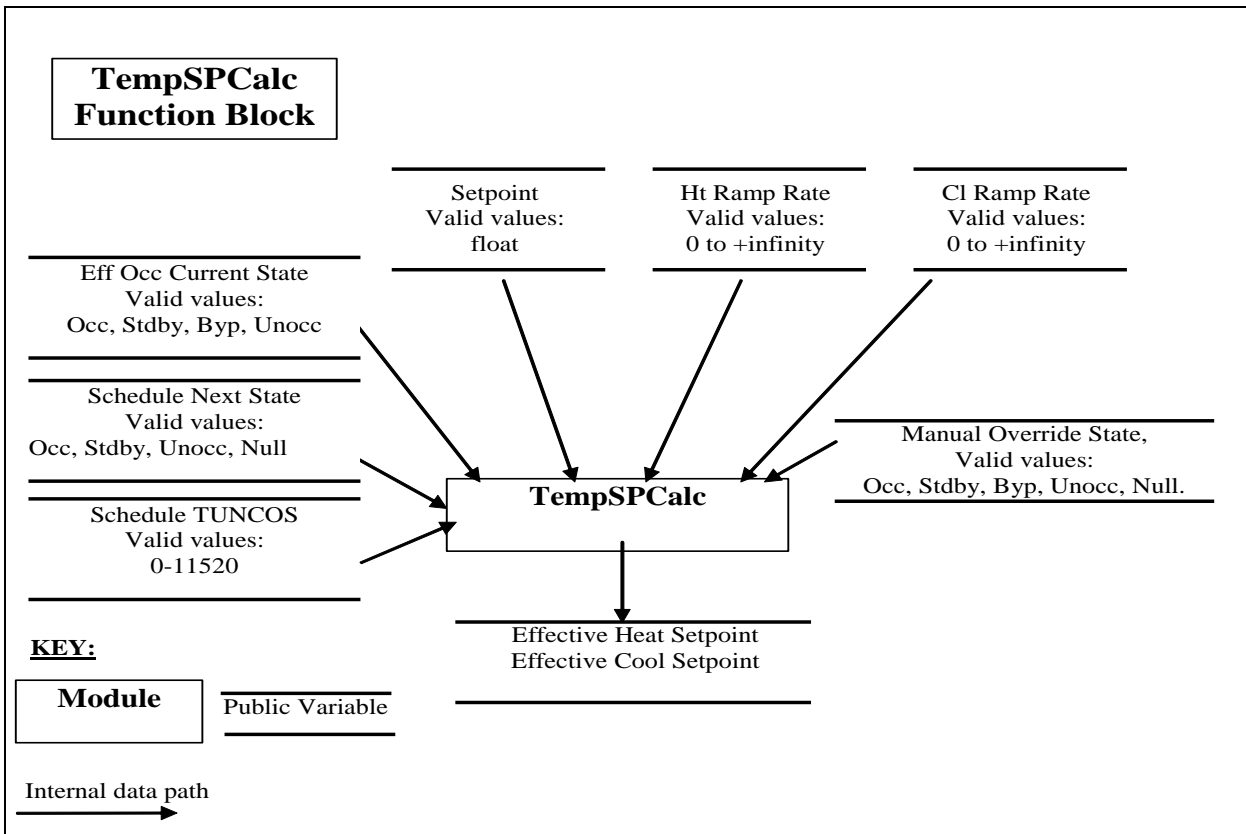 TempSPCalc
Function Block
Setpoint
Valid values:
float
Ht Ramp Rate
Valid values:
0 to +infinity
Cl Ramp Rate
Valid values:
0 to +infinity
Eff Occ Current State
Valid values:
Occ, Stdby, Byp, Unocc
Schedule Next State
Valid values:
Occ, Stdby, Unocc, Null
Schedule TUNCOS
Valid values:
0-11520
Manual Override State,
Valid values:
Occ, Stdby, Byp, Unocc, Null.
TempSPCalc
Effective Heat Setpoint
Effective Cool Setpoint
KEY:
Module
Public Variable
Internal data path